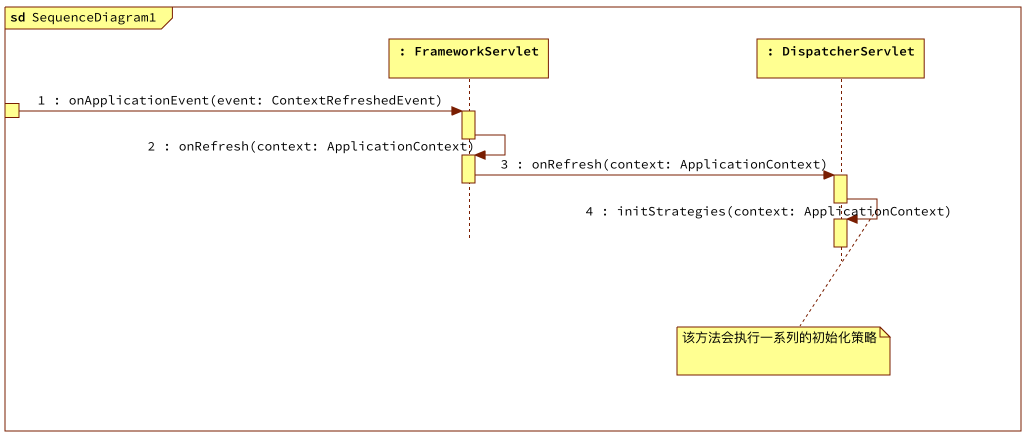 sd SequenceDiagram1
: FrameworkServlet
: DispatcherServlet
1 : onApplicationEvent(event: ContextRefreshedEvent)
2 : onRefresh(context: ApplicationContext)
3 : onRefresh(context: ApplicationContext)
4 : initStrategies(context: ApplicationContext)
该方法会执行一系列的初始化策略